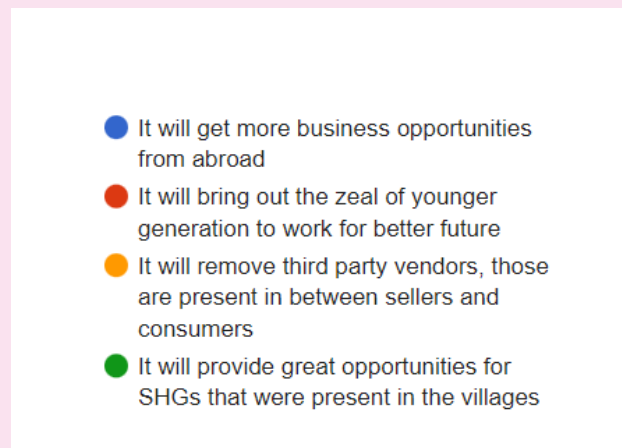 It will get more business opportunities
from abroad
It will bring out the zeal of younger
generation to work for better future
It will remove third party vendors, those
are present in between sellers and
consumers
It will provide great opportunities for
SHGs that were present in the villages